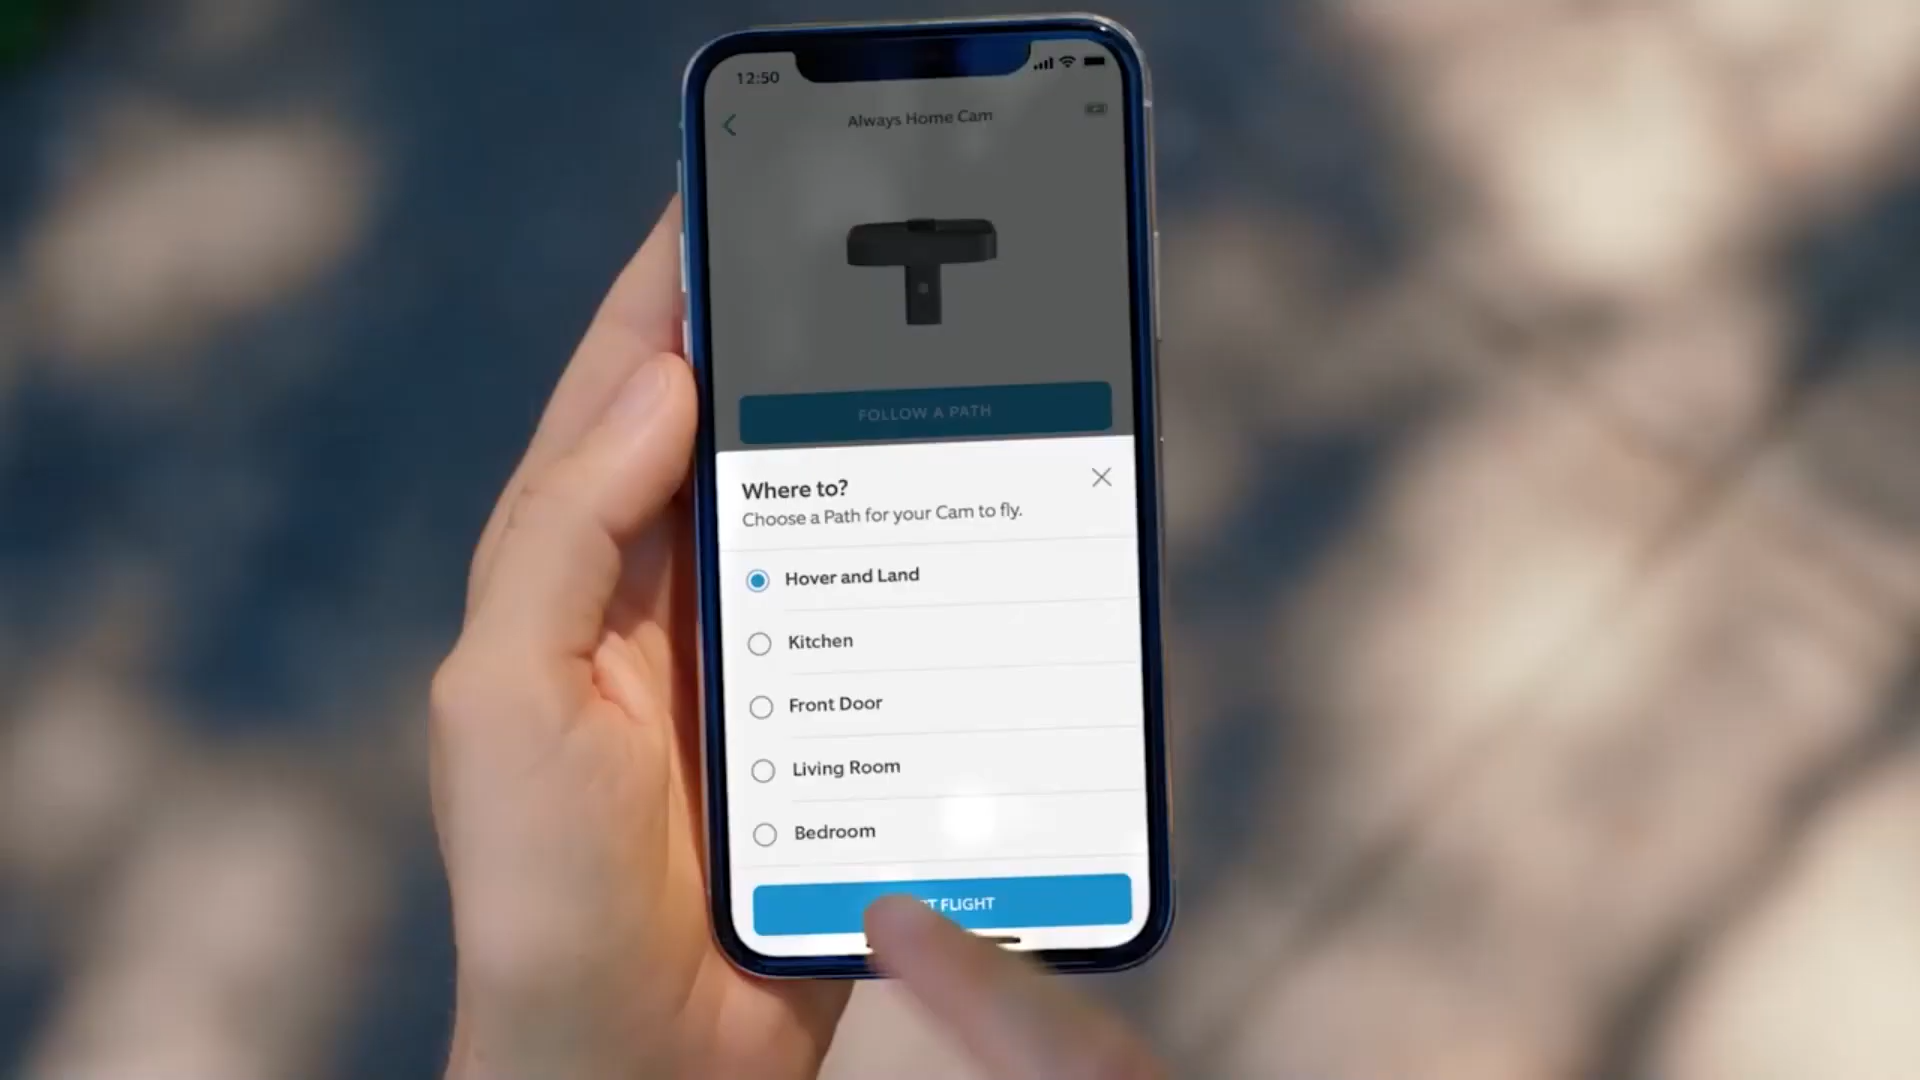 12:50
Always Home Cam
FOLLOW A PATH
Where to?
Choose a Path for your Cam to fly.
Hover and Land
Kitchen
Front Door
Living Room
Bedroom
FLIGHT